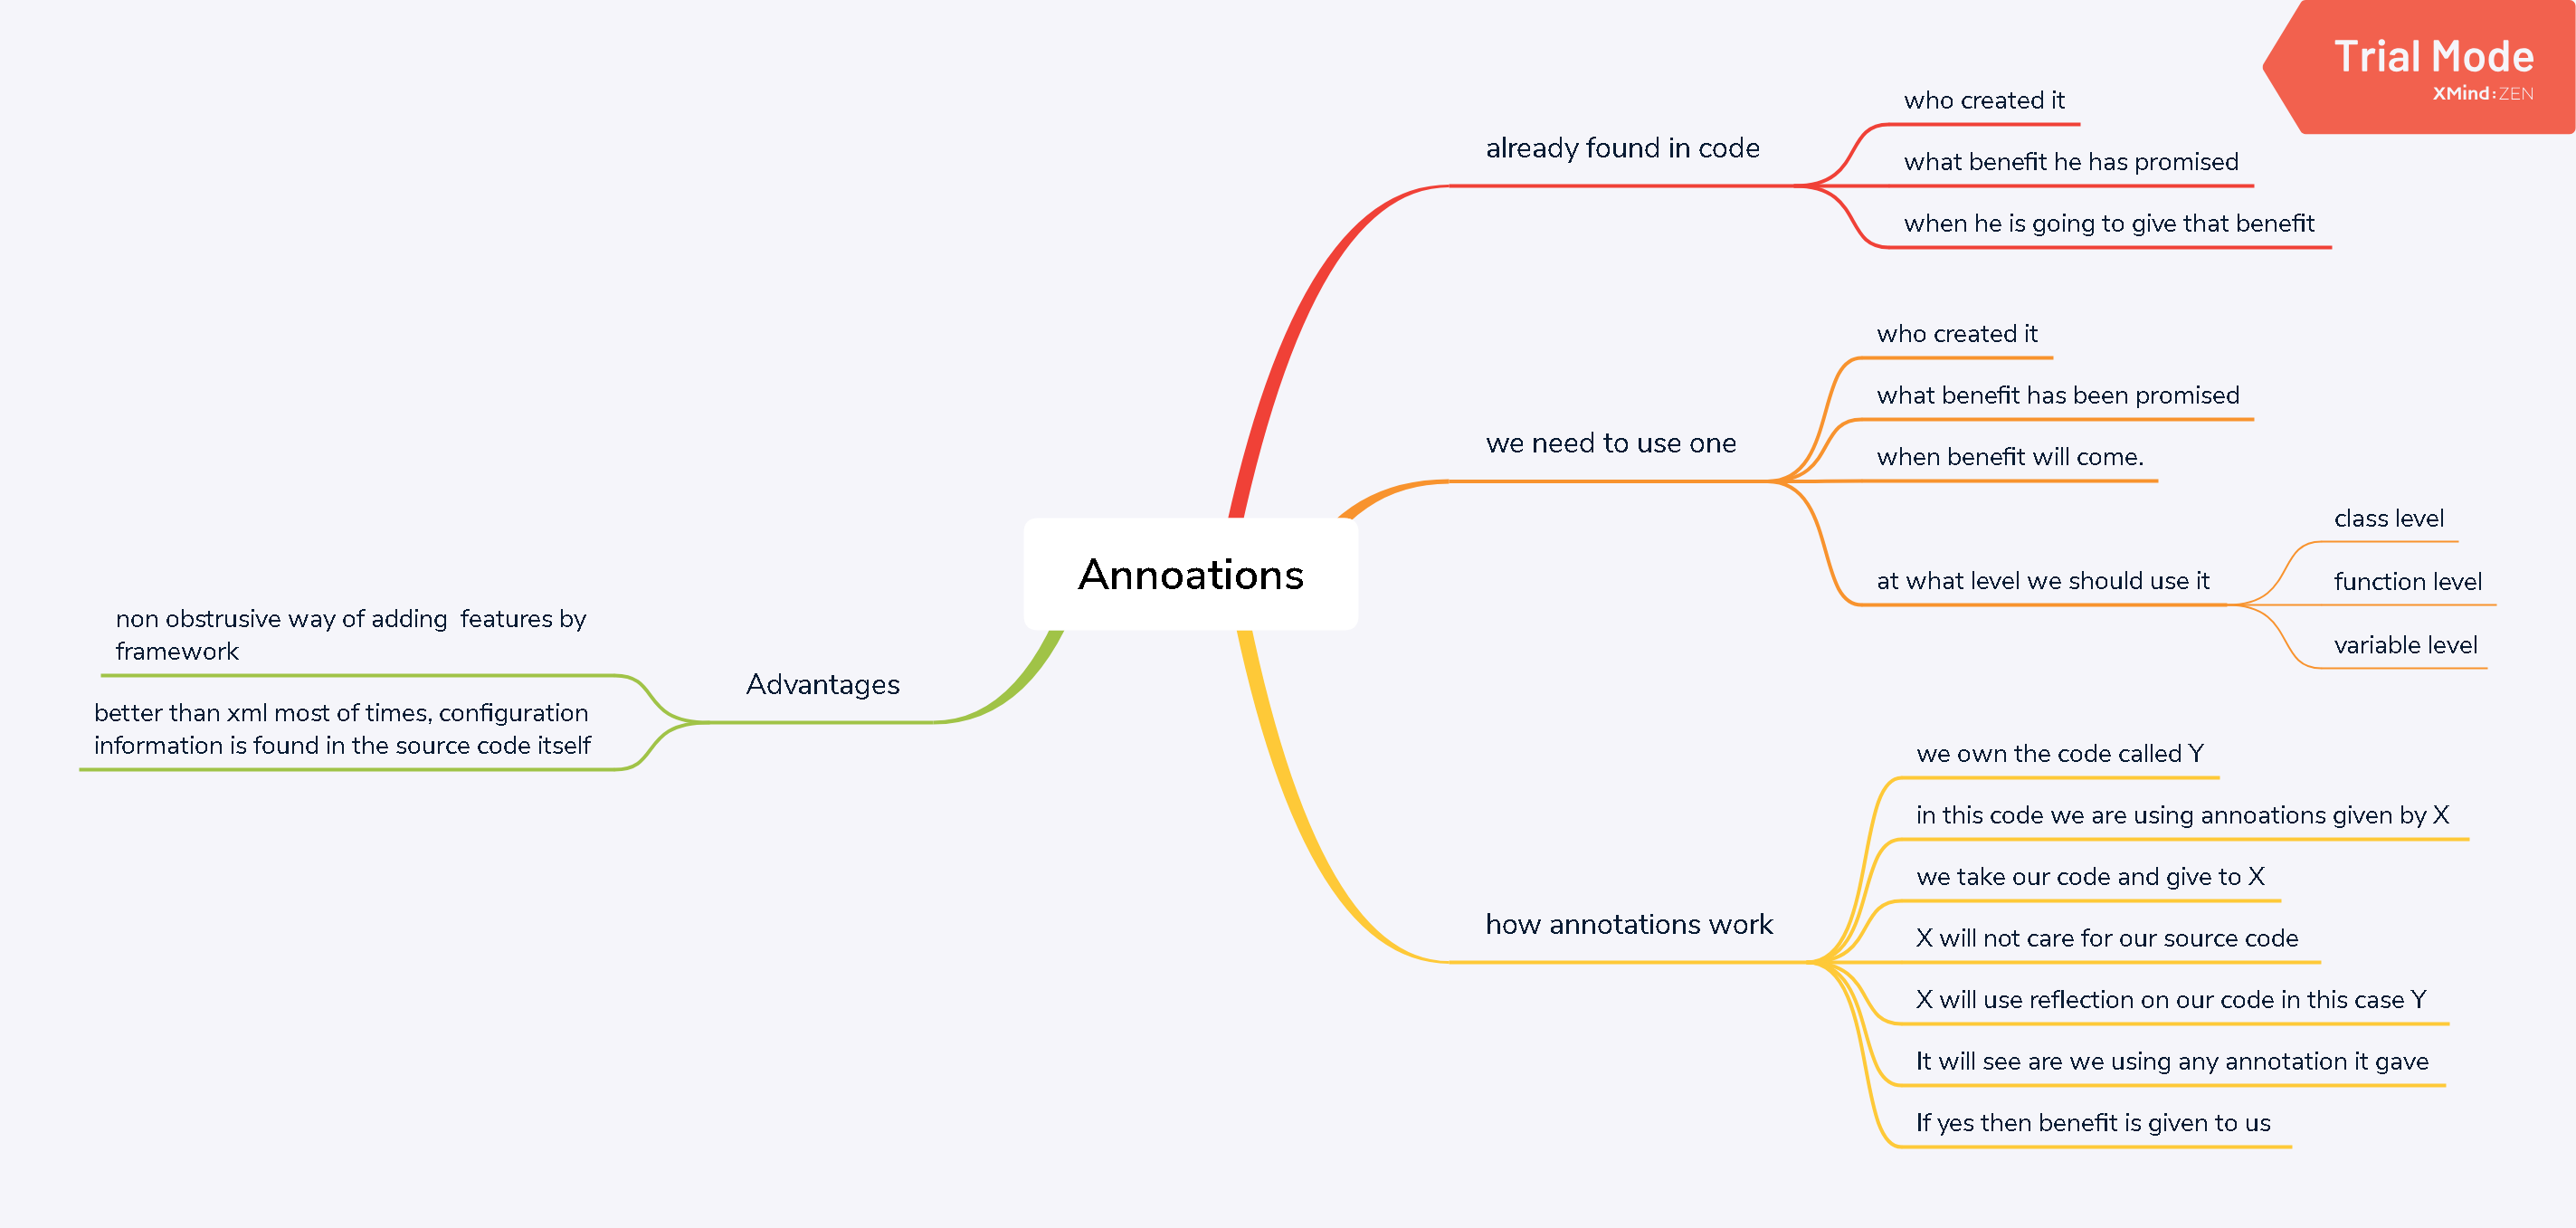 Trial Mode
XMind:ZEN
already found in code
who created it
what benefit he has promised
when he is going to give that benefit
we need to use one
who created it
what benefit has been promised
when benefit will come.
at what level we should use it
class level
function level
variable level
Annoations
Advantages
non obstrusive way of adding  features by
framework
better than xml most of times, configuration
information is found in the source code itself
how annotations work
we own the code called Y
in this code we are using annoations given by X
we take our code and give to X
X will not care for our source code
X will use reflection on our code in this case Y
It will see are we using any annotation it gave
If yes then benefit is given to us